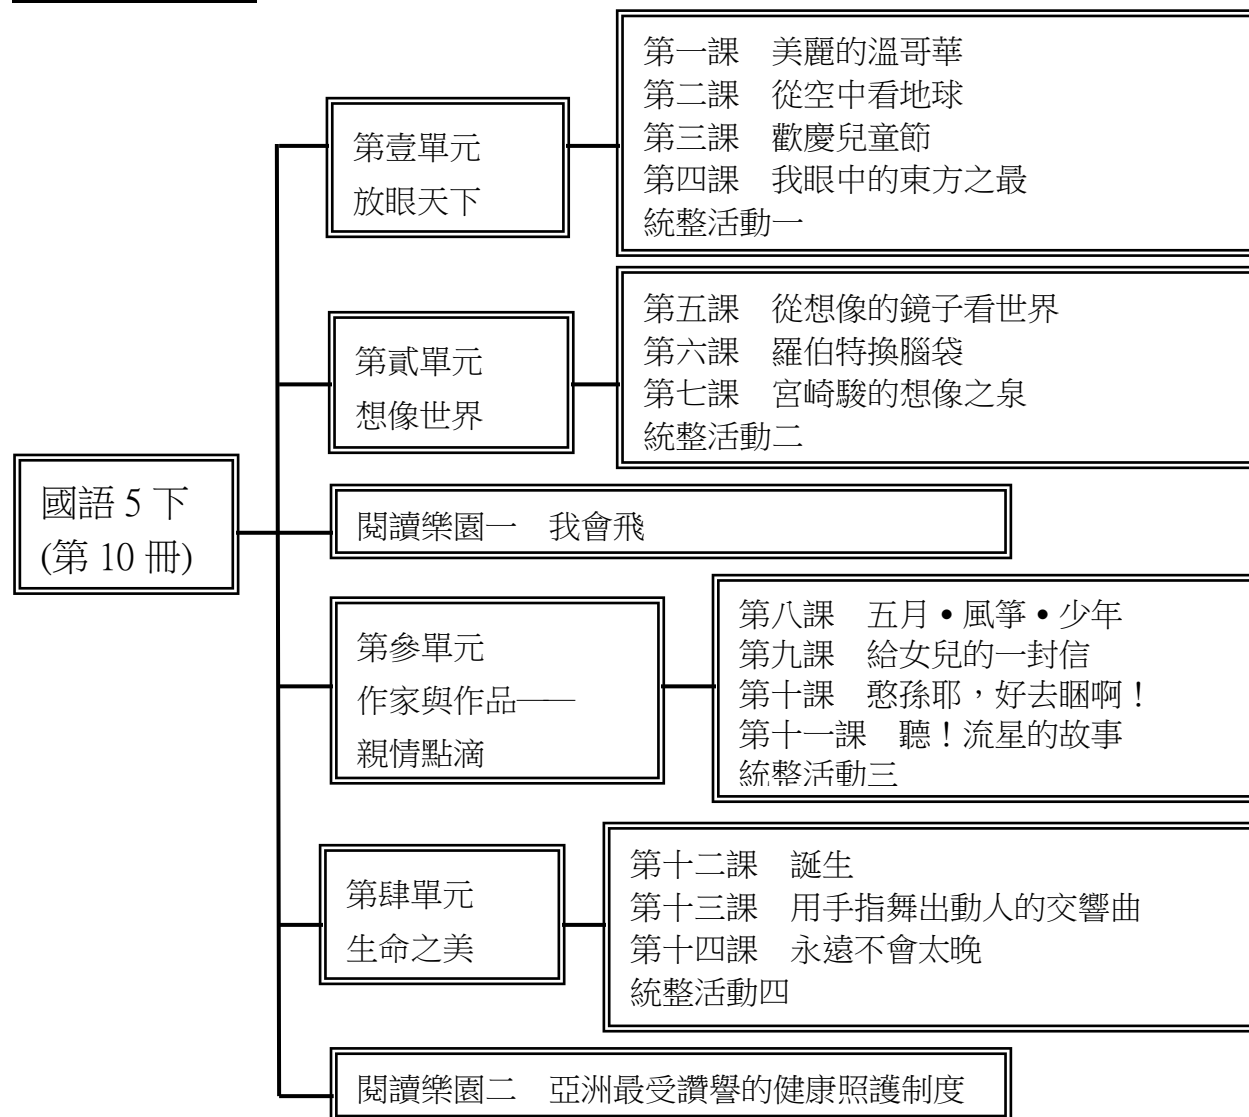 國語 5 下
(第 10 冊)
第壹單元
放眼天下
第一課　美麗的溫哥華
第二課　從空中看地球
第三課　歡慶兒童節
第四課　我眼中的東方之最
統整活動一
第貳單元
想像世界
第五課　從想像的鏡子看世界
第六課　羅伯特換腦袋
第七課　宮崎駿的想像之泉
統整活動二
閱讀樂園一　我會飛
第參單元
作家與作品——
親情點滴
第八課　五月•風箏•少年
第九課　給女兒的一封信
第十課　憨孫耶，好去睏啊！
第十一課　聽！流星的故事
統整活動三
第肆單元
生命之美
第十二課　誕生
第十三課　用手指舞出動人的交響曲
第十四課　永遠不會太晚
統整活動四
閱讀樂園二　亞洲最受讚譽的健康照護制度